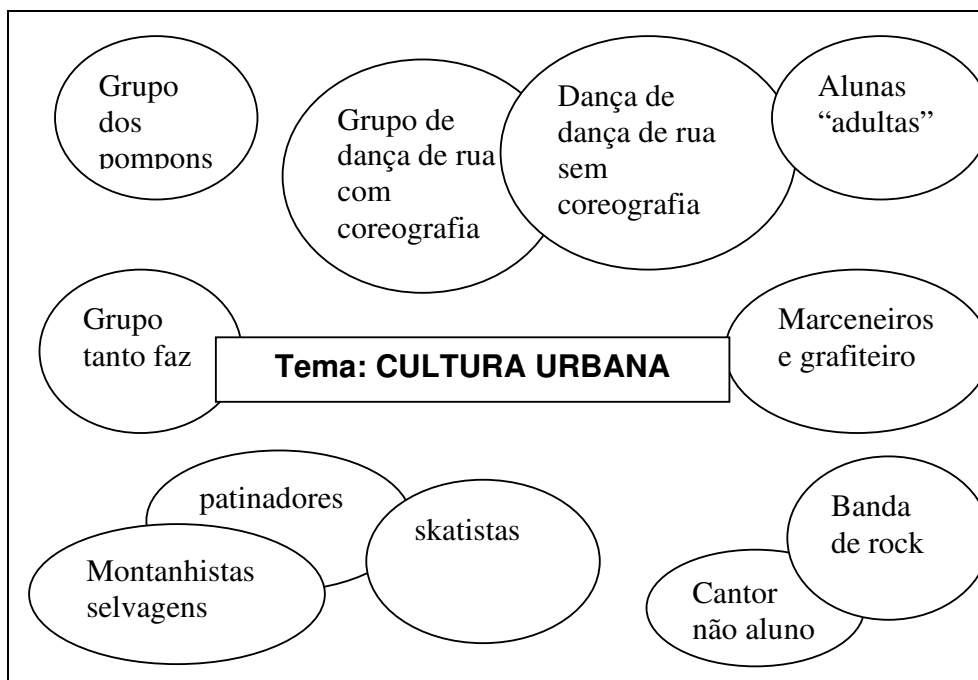 Grupo
dos
pompons
Grupo de
dança de rua
com
coreografia
Dança de
dança de rua
sem
coreografia
Alunas
“adultas”
Grupo
tanto faz
Tema: CULTURA URBANA
Marceneiros
e grafiteiro
patinadores
skatistas
Montanhistas
selvagens
Banda
de rock
Cantor
não aluno